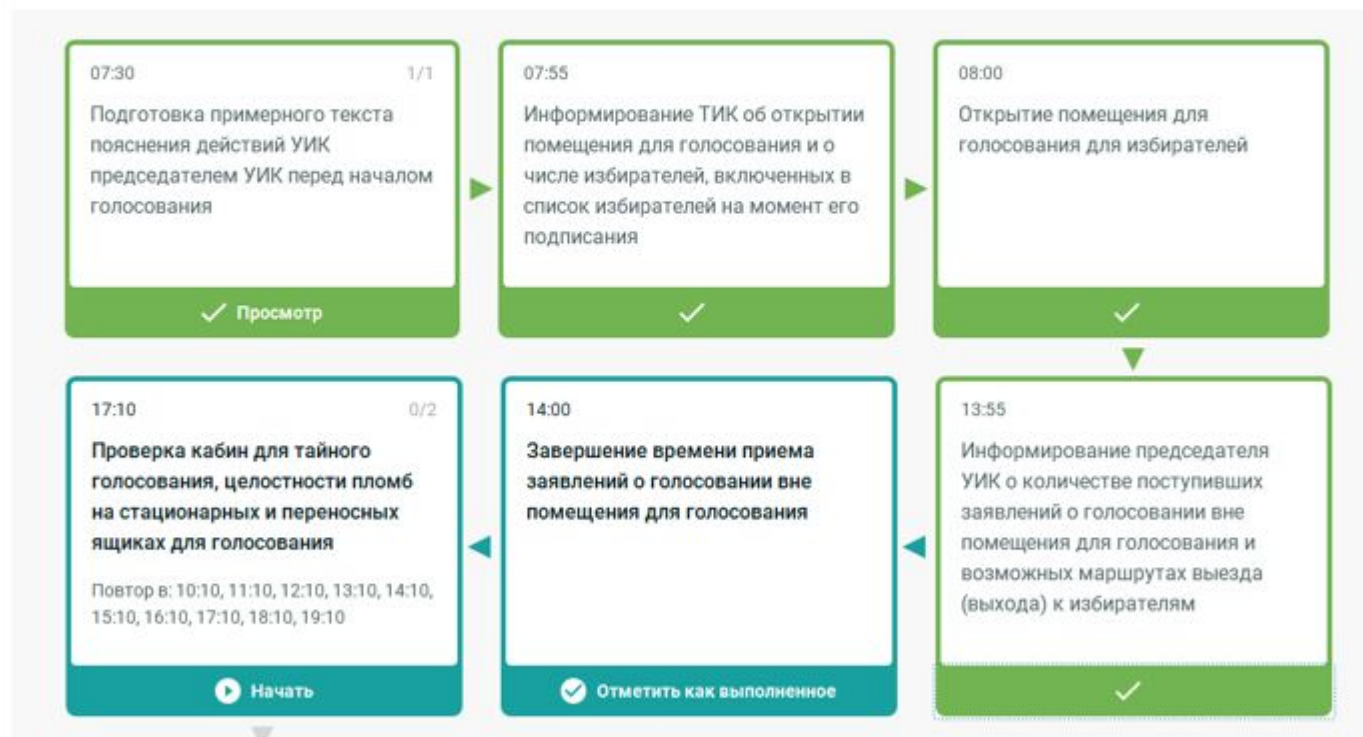 07:30 1/1
Подготовка примерного текста
пояснения действий УИК
председателем УИК перед началом
голосования
Просмотр
07:55
Информирование ТИК об открытии
помещения для голосования и о
числе избирателей, включенных в
список избирателей на момент его
подписания
08:00
Открытие помещения для
голосования для избирателей
17:10 0/2
Проверка кабин для тайного
голосования, целостности пломб
на стационарных и переносных
ящиках для голосования
Повтор в: 10:10, 11:10, 12:10, 13:10, 14:10,
15:10, 16:10, 17:10, 18:10, 19:10
Начать
14:00
Завершение времени приема
заявлений о голосовании вне
помещения для голосования
Отметить как выполненное
13:55
Информирование председателя
УИК о количестве поступивших
заявлений о голосовании вне
помещения для голосования и
возможных маршрутах выезда
(выхода) к избирателям